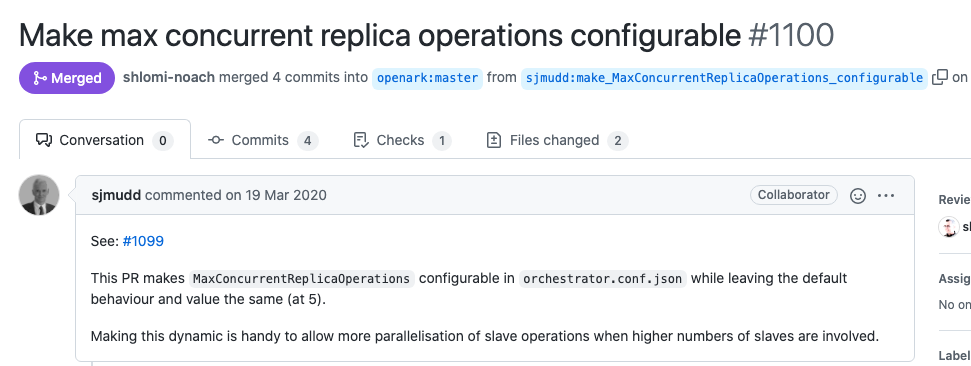 Make max concurrent replica operations configurable #1100
Merged shlomi-noach merged 4 commits into openark:master from sjmudd:make_MaxConcurrentReplicaOperations_configurable on
Conversation 0 Commits 4 Checks 1 Files changed 2
sjmudd commented on 19 Mar 2020 Collaborator
See: #1099
This PR makes MaxConcurrentReplicaOperations configurable in orchestrator.conf.json while leaving the default
behaviour and value the same (at 5).
Making this dynamic is handy to allow more parallelisation of slave operations when higher numbers of slaves are involved.
Revie
Assig
No on
Label